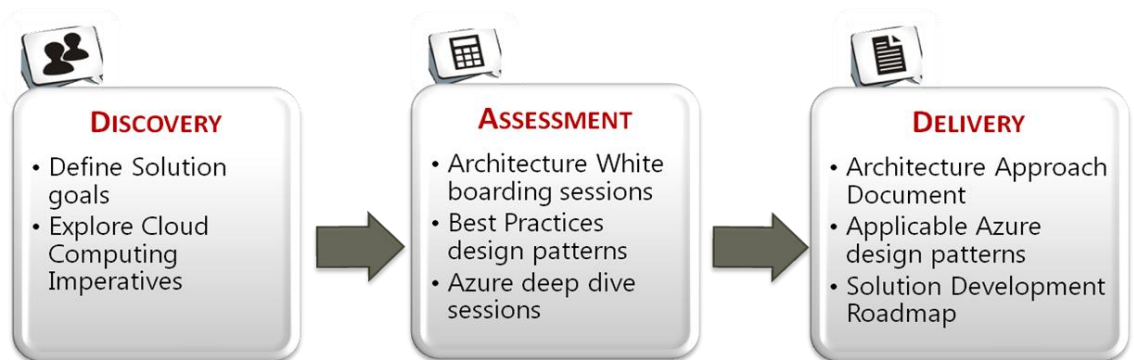 DISCOVERY
• Define Solution
goals
• Explore Cloud
Computing
Imperatives
ASSESSMENT
• Architecture White
boarding sessions
• Best Practices
design patterns
• Azure deep dive
sessions
DELIVERY
• Architecture Approach
Document
• Applicable Azure
design patterns
• Solution Development
Roadmap